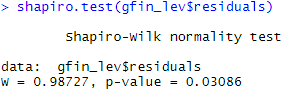 > shapiro.test(gfin_lev$residuals)
Shapiro-Wilk normality test
data:  gfin_lev$residuals
W = 0.98727, p-value = 0.03086